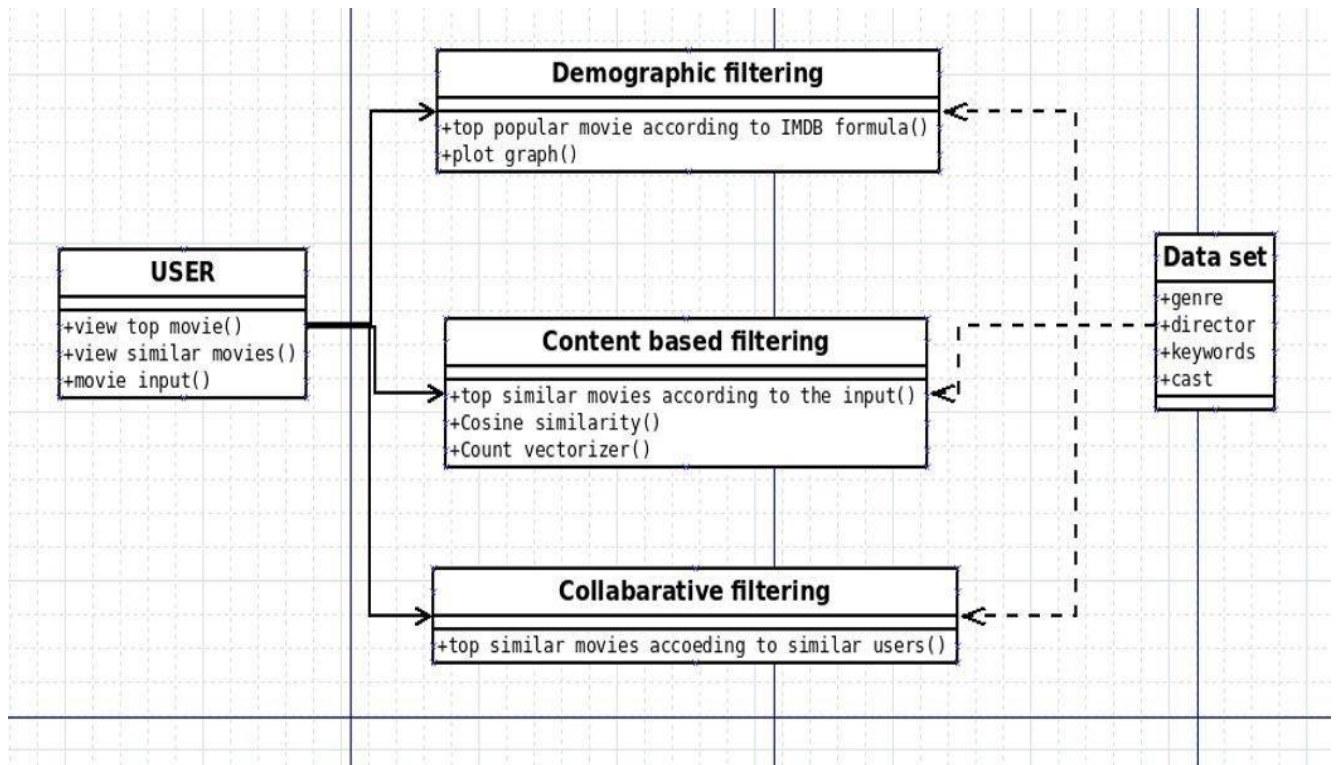 Demographic filtering
+top popular movie according to IMDB formula()
+plot graph()
USER
+view top movie()
+view similar movies()
+movie input()
Content based filtering
+top similar movies according to the input()
+Cosine similarity()
+Count vectorizer()
Data set
+genre
+director
+keywords
+cast
Collabarative filtering
+top similar movies accoeding to similar users()